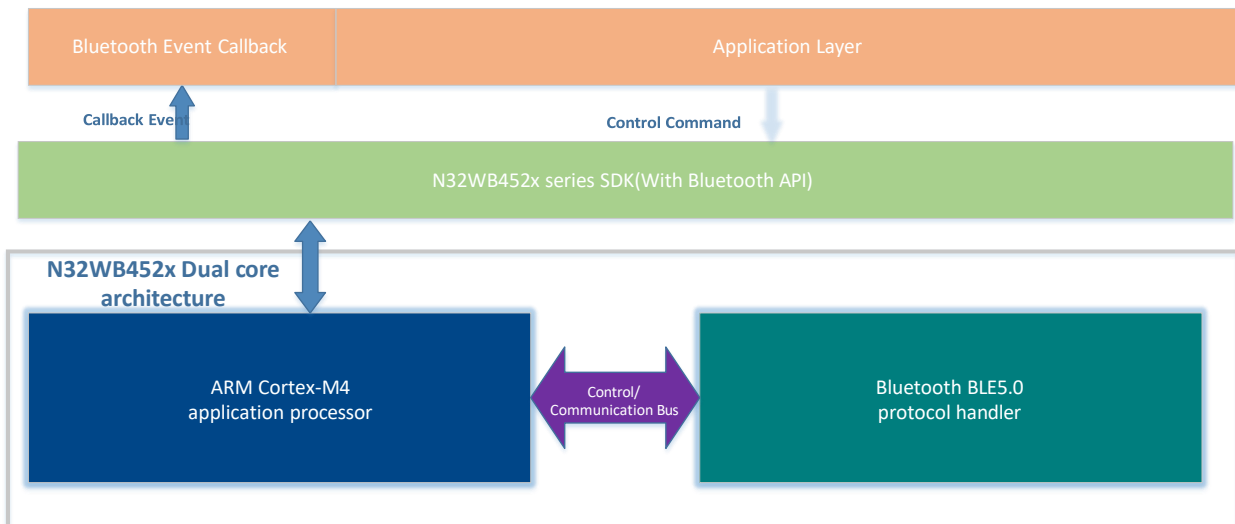 Bluetooth Event Callback
Application Layer
Callback Event
Control Command
N32WB452x series SDK(With Bluetooth API)
N32WB452x Dual core
architecture
ARM Cortex-M4
application processor
Control/
Communication Bus
Bluetooth BLE5.0
protocol handler